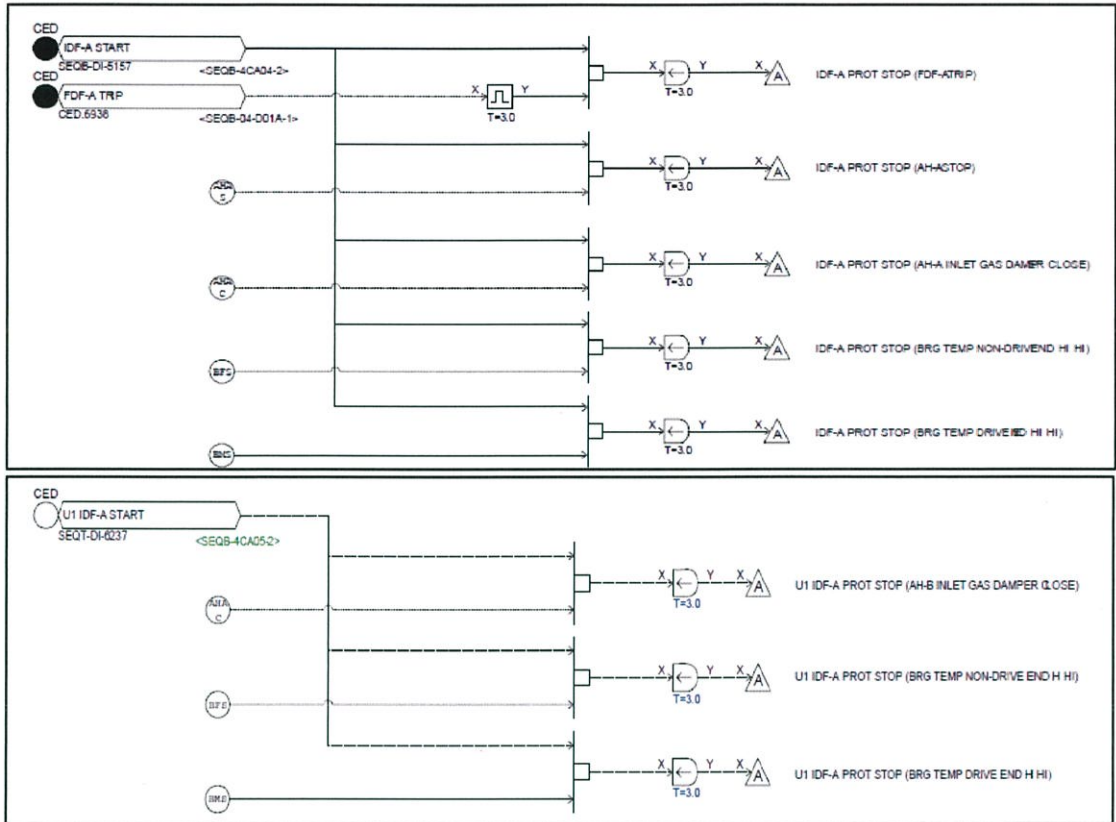 CED
IDF-A START
SEQB-DI-5157
<SEQB-4CA04-2>
CED
FDF-A TRIP
CED.6936
<SEQB-04-D01A-1>
X Y
T=3.0
X Y X A
T=3.0
IDF-A PROT STOP (FDF-ATRIP)
X Y X A
T=3.0
IDF-A PROT STOP (AH-ASTOP)
X Y X A
T=3.0
IDF-A PROT STOP (AH-A INLET GAS DAMPER CLOSE)
BFS
X Y X A
T=3.0
IDF-A PROT STOP (BRG TEMP NON-DRIVEND HI HI)
BMS
X Y X A
T=3.0
IDF-A PROT STOP (BRG TEMP DRIVEEND HI HI)
CED
U1 IDF-A START
SEQT-DI-6237
<SEQB-4CA05-2>
X Y X A
T=3.0
U1 IDF-A PROT STOP (AH-B INLET GAS DAMPER CLOSE)
BFS
X Y X A
T=3.0
U1 IDF-A PROT STOP (BRG TEMP NON-DRIVE END H HI)
X Y X A
T=3.0
U1 IDF-A PROT STOP (BRG TEMP DRIVE END H HI)